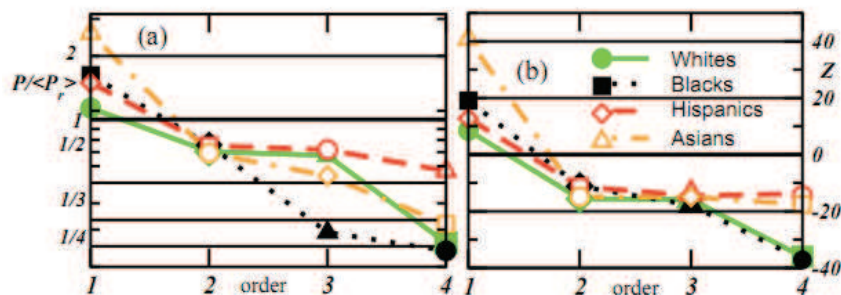 (a)
2
P/<P_r>
1
1/2
1/3
1/4
1 2 order 3 4
(b)
Whites
Blacks
Hispanics
Asians
40
Z
20
0
-20
-40
1 2 order 3 4